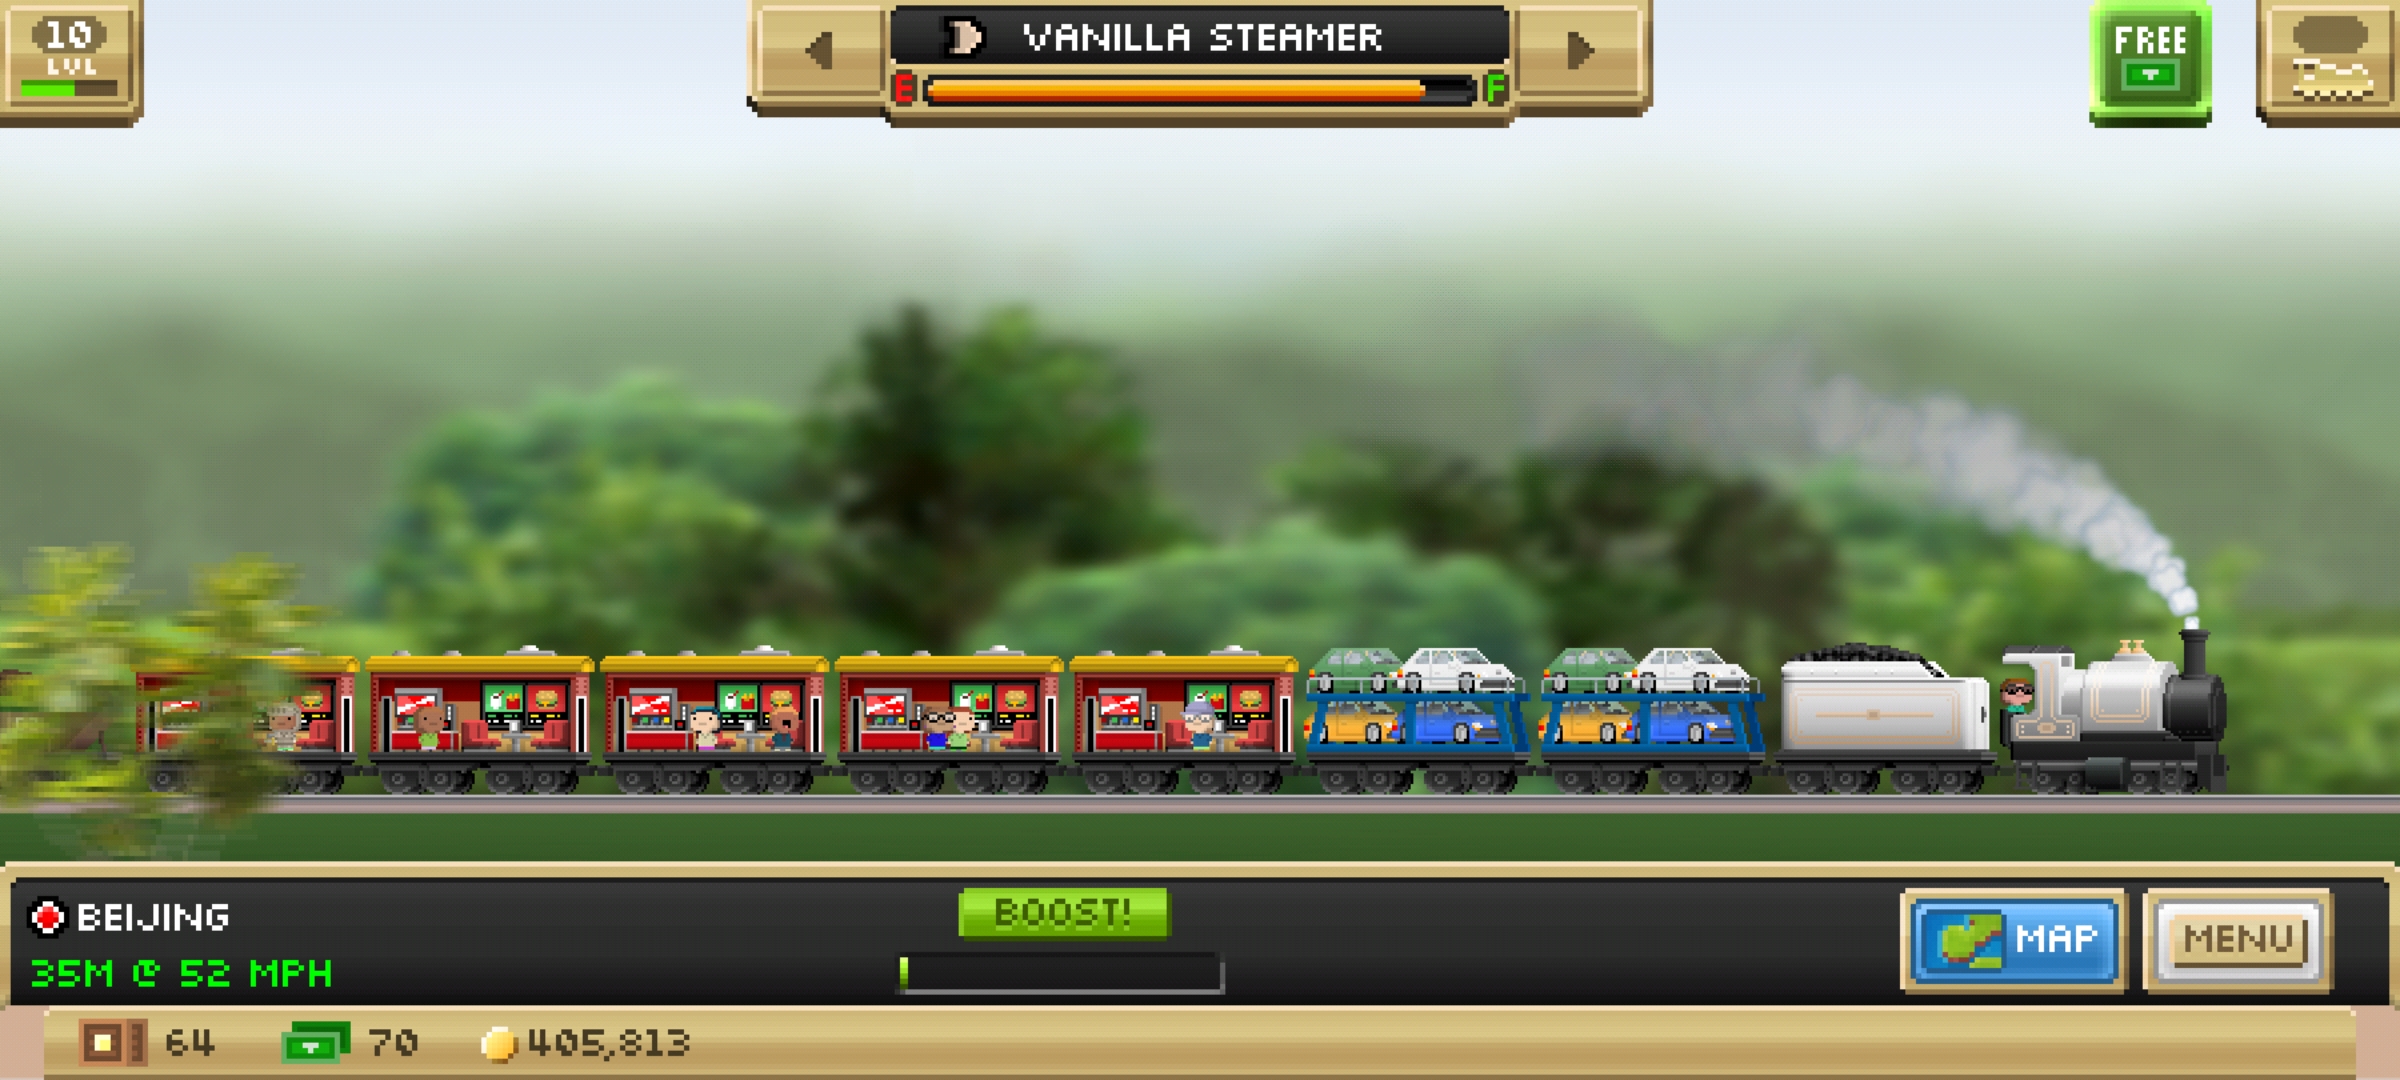 10
LVL
VANILLA STEAMER
E F
FREE
BEIJING
35M @ 52 MPH
BOOST!
MAP
MENU
64 70 405,813